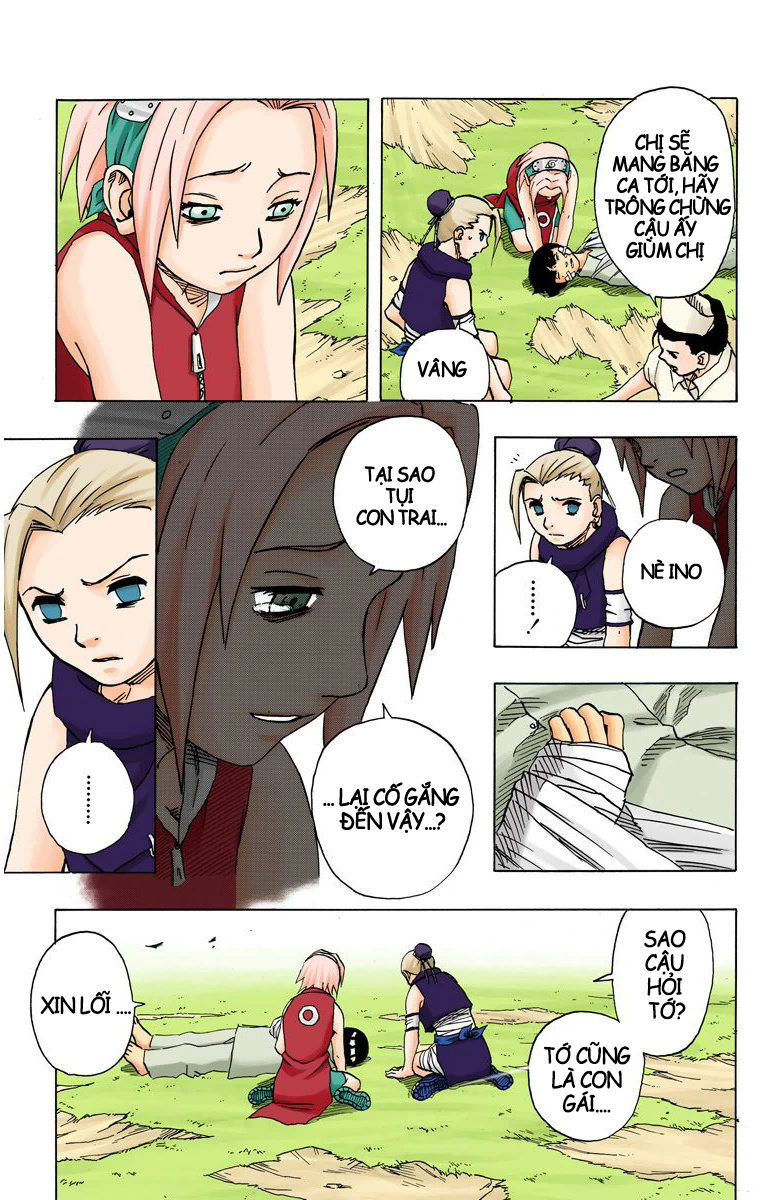 CHỊ SẼ
MANG BĂNG
CA TỚI, HÃY
TRÔNG CHỪNG
CẬU ẤY
GIÙM CHỊ
VÂNG
NÈ INO
........!
TẠI SAO
TỤI
CON TRAI...
... LẠI CỐ GẮNG
ĐẾN VẬY...?
........
SAO
CẬU
HỎI
TỚ?
TỚ CŨNG
LÀ CON
GÁI....
XIN LỖI ....